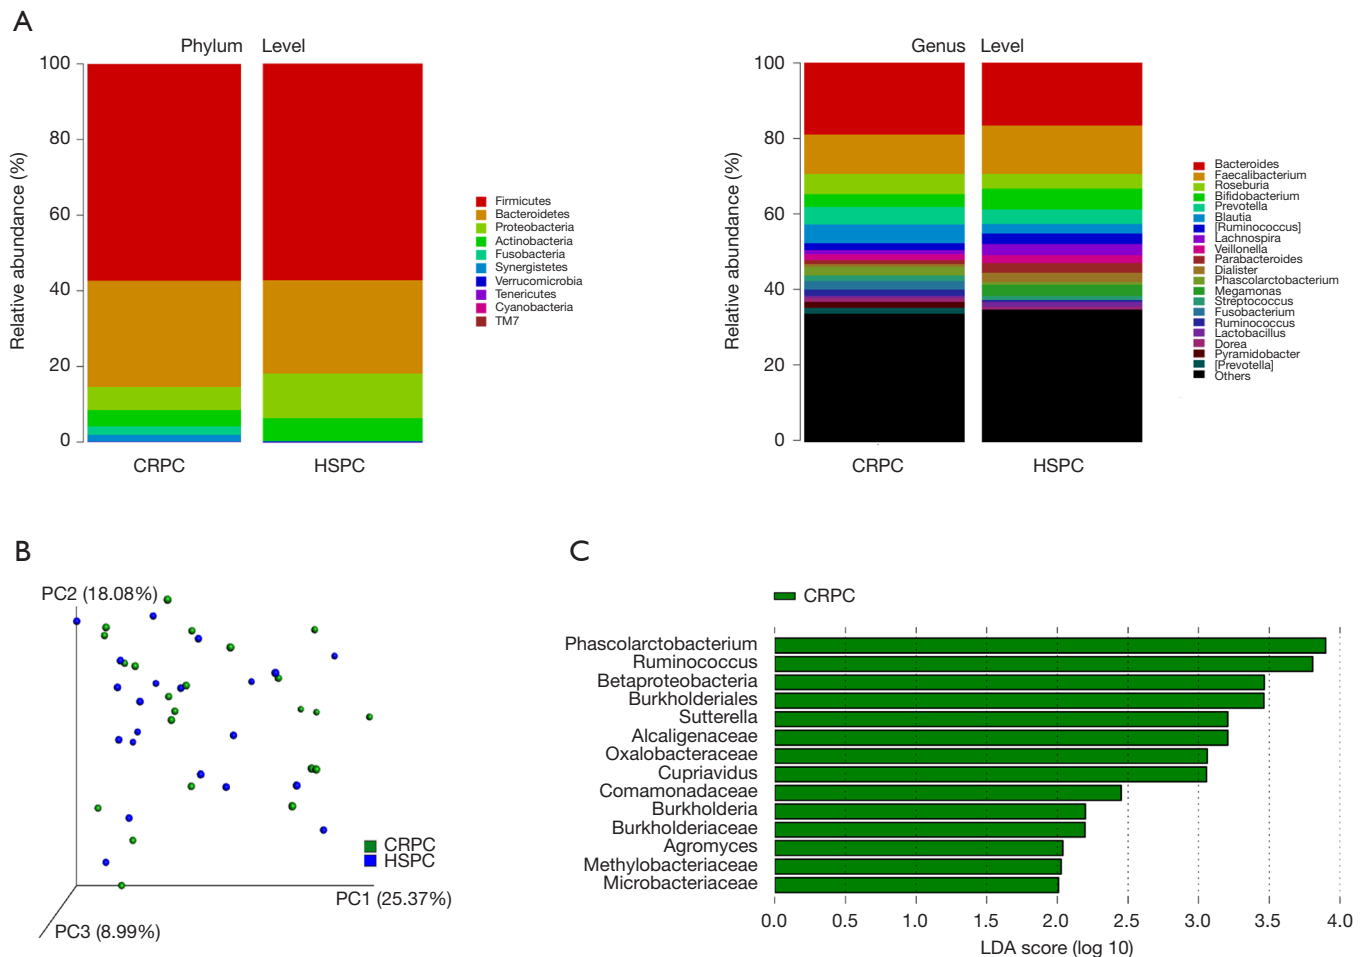 A
Phylum Level
Relative abundance (%)
100
80
60
40
20
0
CRPC HSPC
Firmicutes
Bacteroidetes
Proteobacteria
Actinobacteria
Fusobacteria
Synergistetes
Verrucomicrobia
Tenericutes
Cyanobacteria
TM7
Genus Level
Relative abundance (%)
100
80
60
40
20
0
CRPC HSPC
Bacteroides
Faecalibacterium
Roseburia
Bifidobacterium
Prevotella
Blautia
[Ruminococcus]
Lachnospira
Veillonella
Parabacteroides
Dialister
Phascolarctobacterium
Megamonas
Streptococcus
Fusobacterium
Ruminococcus
Lactobacillus
Dorea
Pyramidobacter
[Prevotella]
Others
B
PC2 (18.08%)
CRPC
HSPC
PC1 (25.37%)
PC3 (8.99%)
C
CRPC
Phascolarctobacterium
Ruminococcus
Betaproteobacteria
Burkholderiales
Sutterella
Alcaligenaceae
Oxalobacteraceae
Cupriavidus
Comamonadaceae
Burkholderia
Burkholderiaceae
Agromyces
Methylobacteriaceae
Microbacteriaceae
0.0 0.5 1.0 1.5 2.0 2.5 3.0 3.5 4.0
LDA score (log 10)